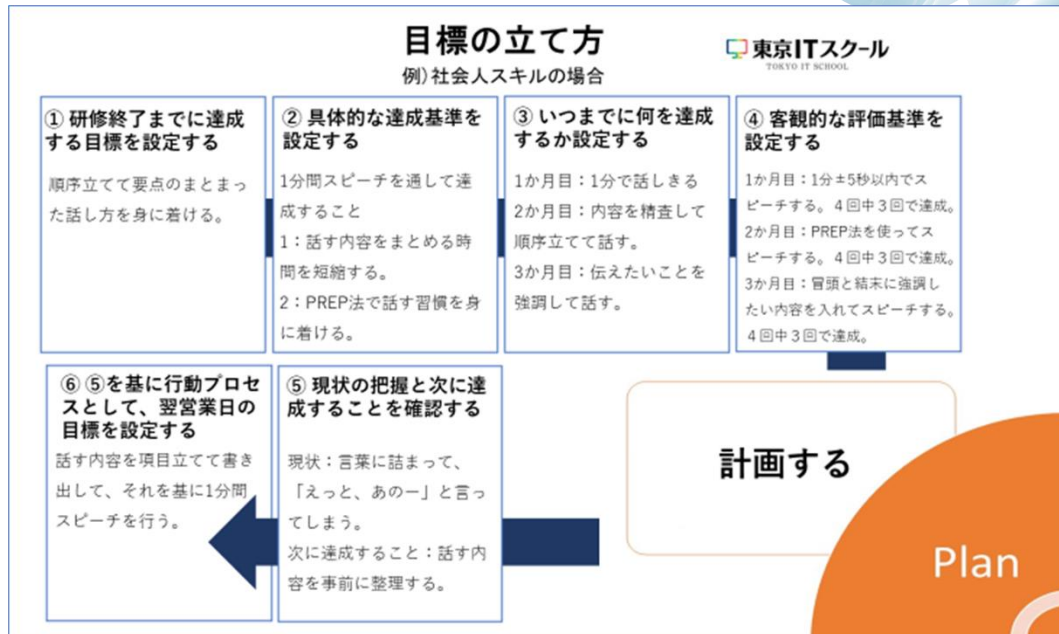 目標の立て方
例)社会人スキルの場合
東京ITスクール
TOKYO IT SCHOOL
① 研修終了までに達成
する目標を設定する
順序立てて要点のまとまっ
た話し方を身に着ける。
② 具体的な達成基準を
設定する
1分間スピーチを通して達
成すること
1：話す内容をまとめる時
間を短縮する。
2：PREP法で話す習慣を身
に着ける。
③ いつまでに何を達成
するか設定する
1か月目：1分で話しきる
2か月目：内容を精査して
順序立てて話す。
3か月目：伝えたいことを
強調して話す。
④ 客観的な評価基準を
設定する
1か月目：1分±5秒以内でス
ピーチする。４回中３回で達成。
2か月目：PREP法を使ってス
ピーチする。４回中３回で達成。
3か月目：冒頭と結末に強調し
たい内容を入れてスピーチする。
４回中３回で達成。
⑤ 現状の把握と次に達
成することを確認する
現状：言葉に詰まって、
「えっと、あのー」と言っ
てしまう。
次に達成すること：話す内
容を事前に整理する。
⑥ ⑤を基に行動プロセ
スとして、翌営業日の
目標を設定する
話す内容を項目立てて書き
出して、それを基に1分間
スピーチを行う。
計画する
Plan